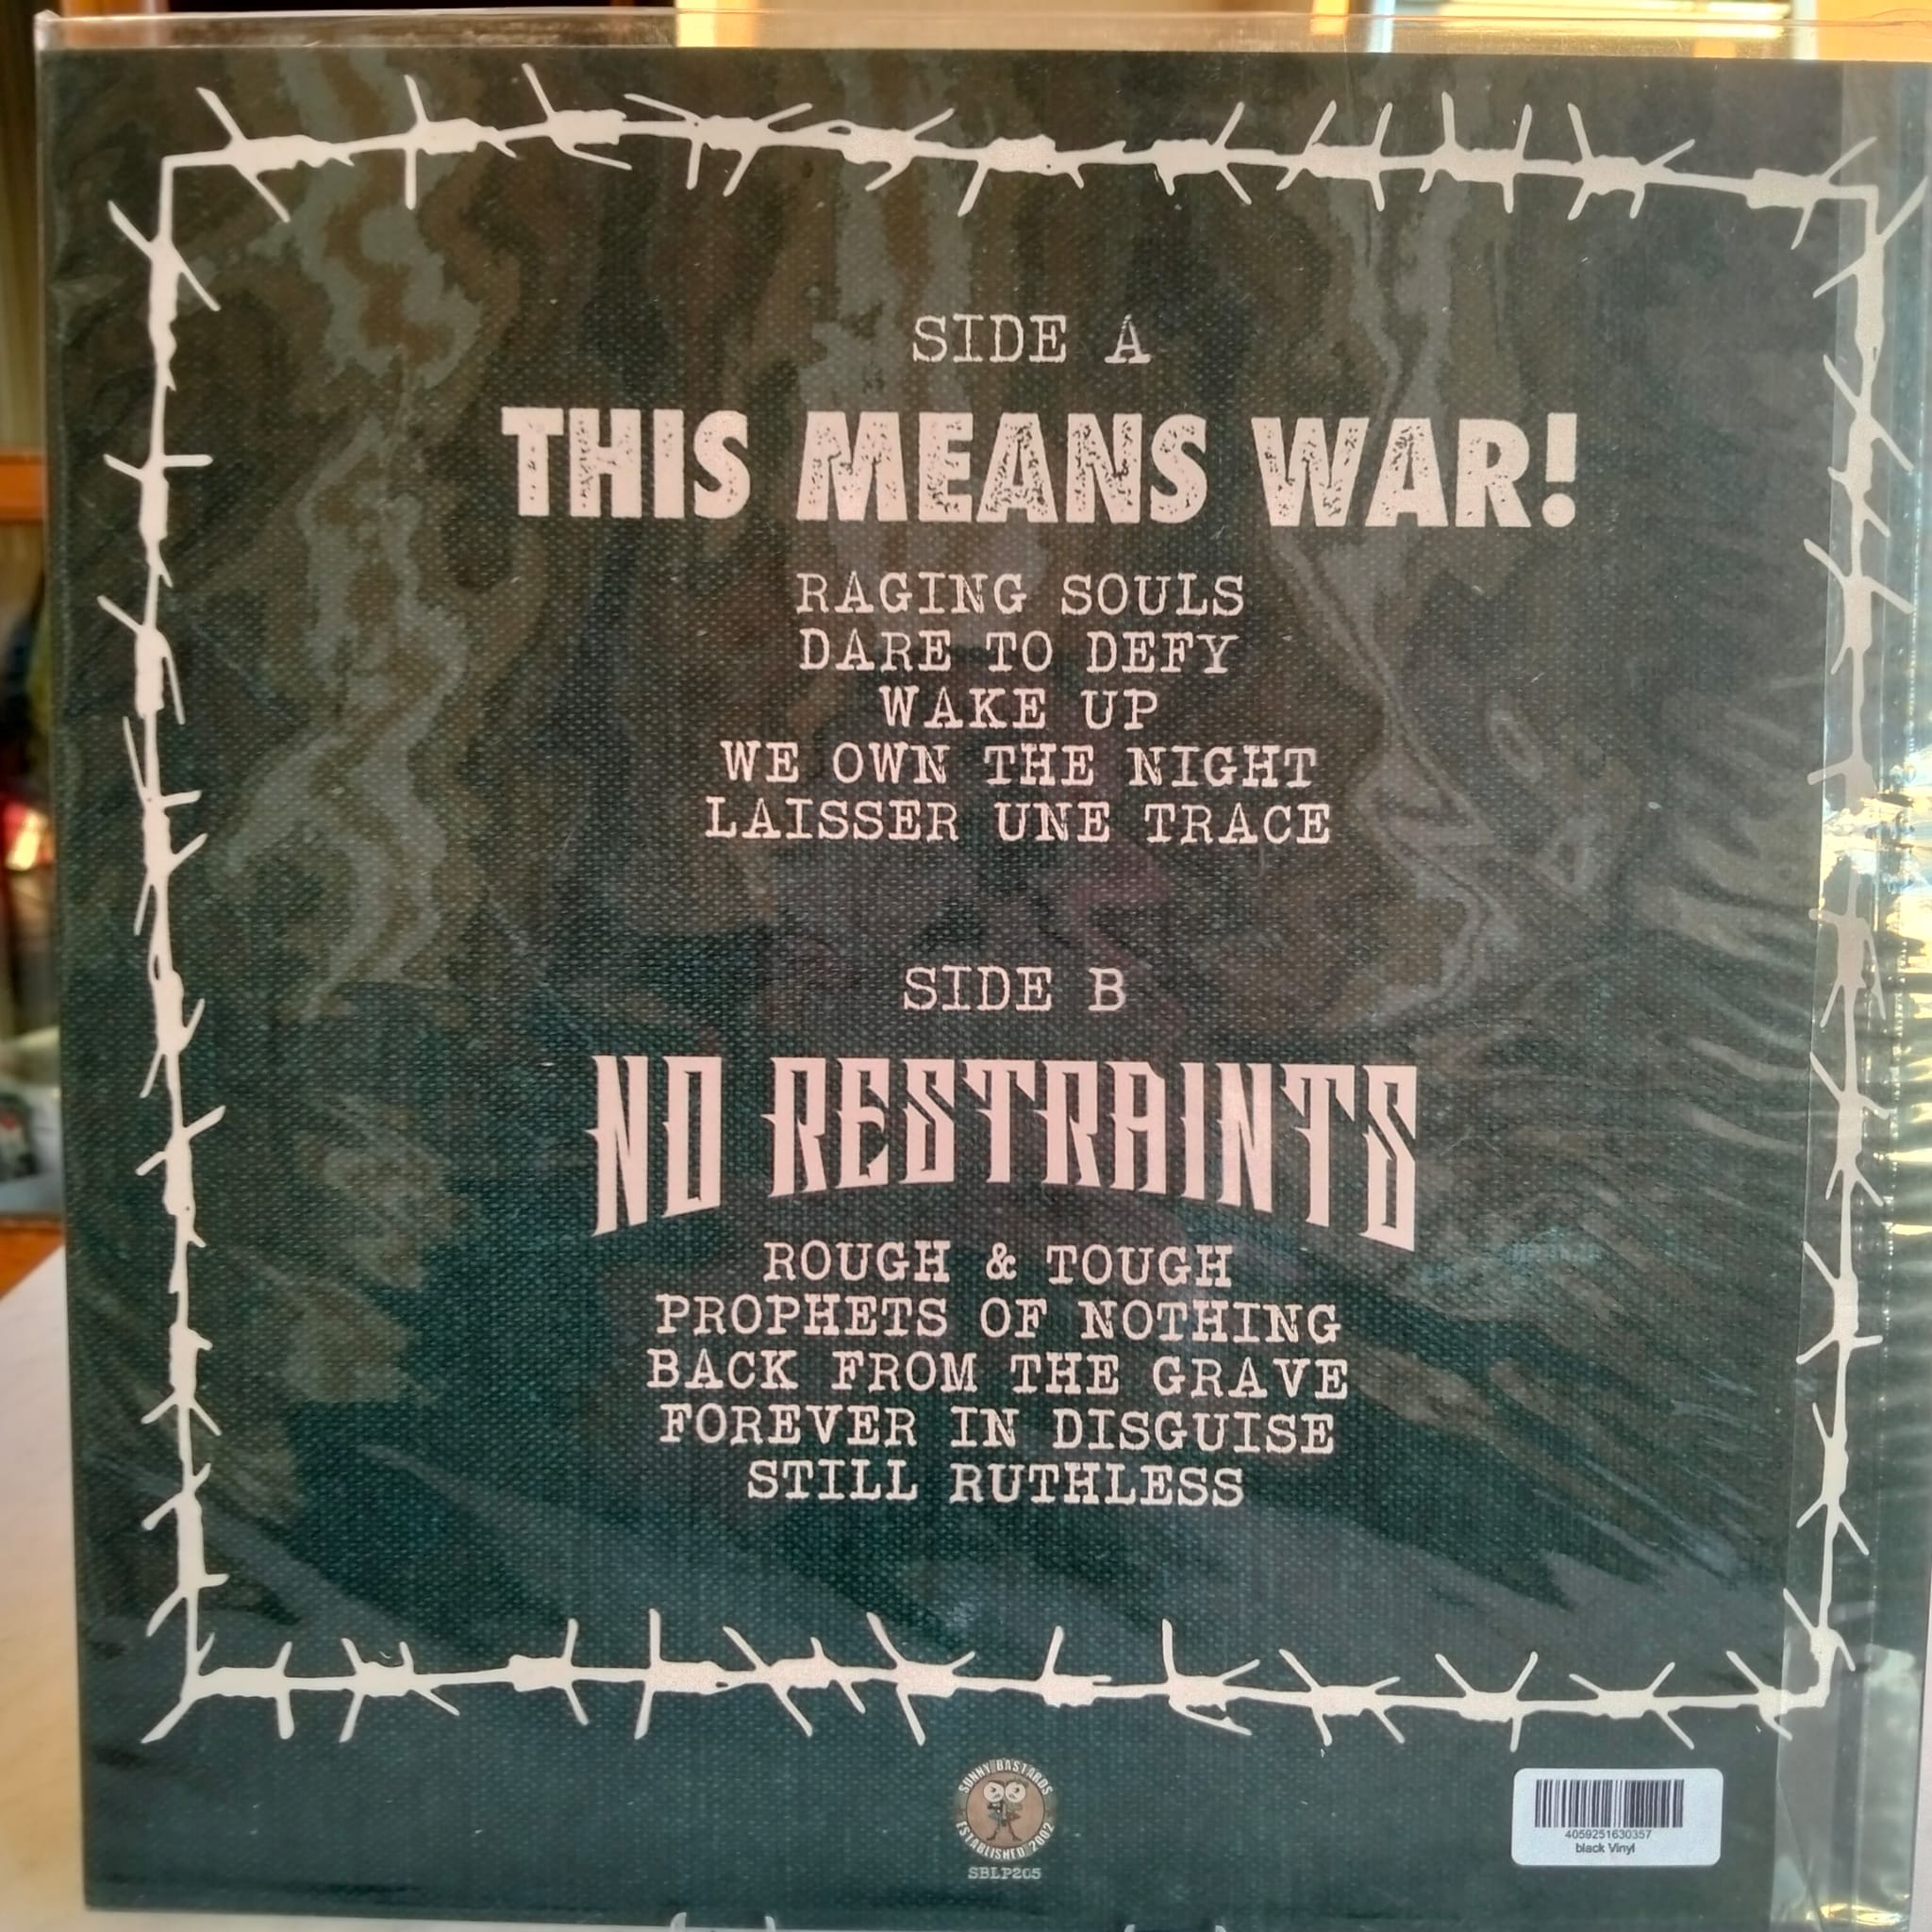 SIDE A
THIS MEANS WAR!
RAGING SOULS
DARE TO DEFY
WAKE UP
WE OWN THE NIGHT
LAISSER UNE TRACE
SIDE B
NO RESTRAINTS
ROUGH & TOUGH
PROPHETS OF NOTHING
BACK FROM THE GRAVE
FOREVER IN DISGUISE
STILL RUTHLESS
SUNNY BASTARDS
ESTABLISHED 2002
SBLP205
4059251630357
black Vinyl